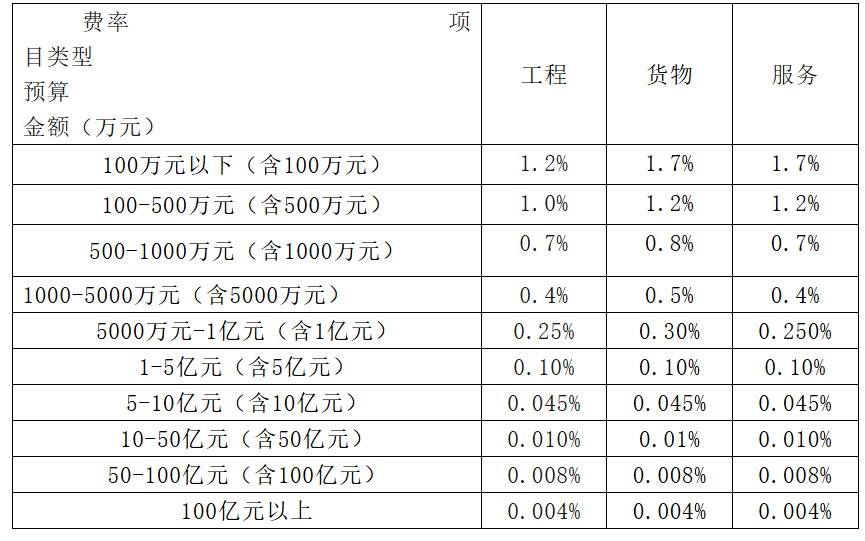 费率 项
目类型
预算
金额（万元）
工程 货物 服务
100万元以下（含100万元） 1.2% 1.7% 1.7%
100-500万元（含500万元） 1.0% 1.2% 1.2%
500-1000万元（含1000万元） 0.7% 0.8% 0.7%
1000-5000万元（含5000万元） 0.4% 0.5% 0.4%
5000万元-1亿元（含1亿元） 0.25% 0.30% 0.250%
1-5亿元（含5亿元） 0.10% 0.10% 0.10%
5-10亿元（含10亿元） 0.045% 0.045% 0.045%
10-50亿元（含50亿元） 0.010% 0.01% 0.010%
50-100亿元（含100亿元） 0.008% 0.008% 0.008%
100亿元以上 0.004% 0.004% 0.004%